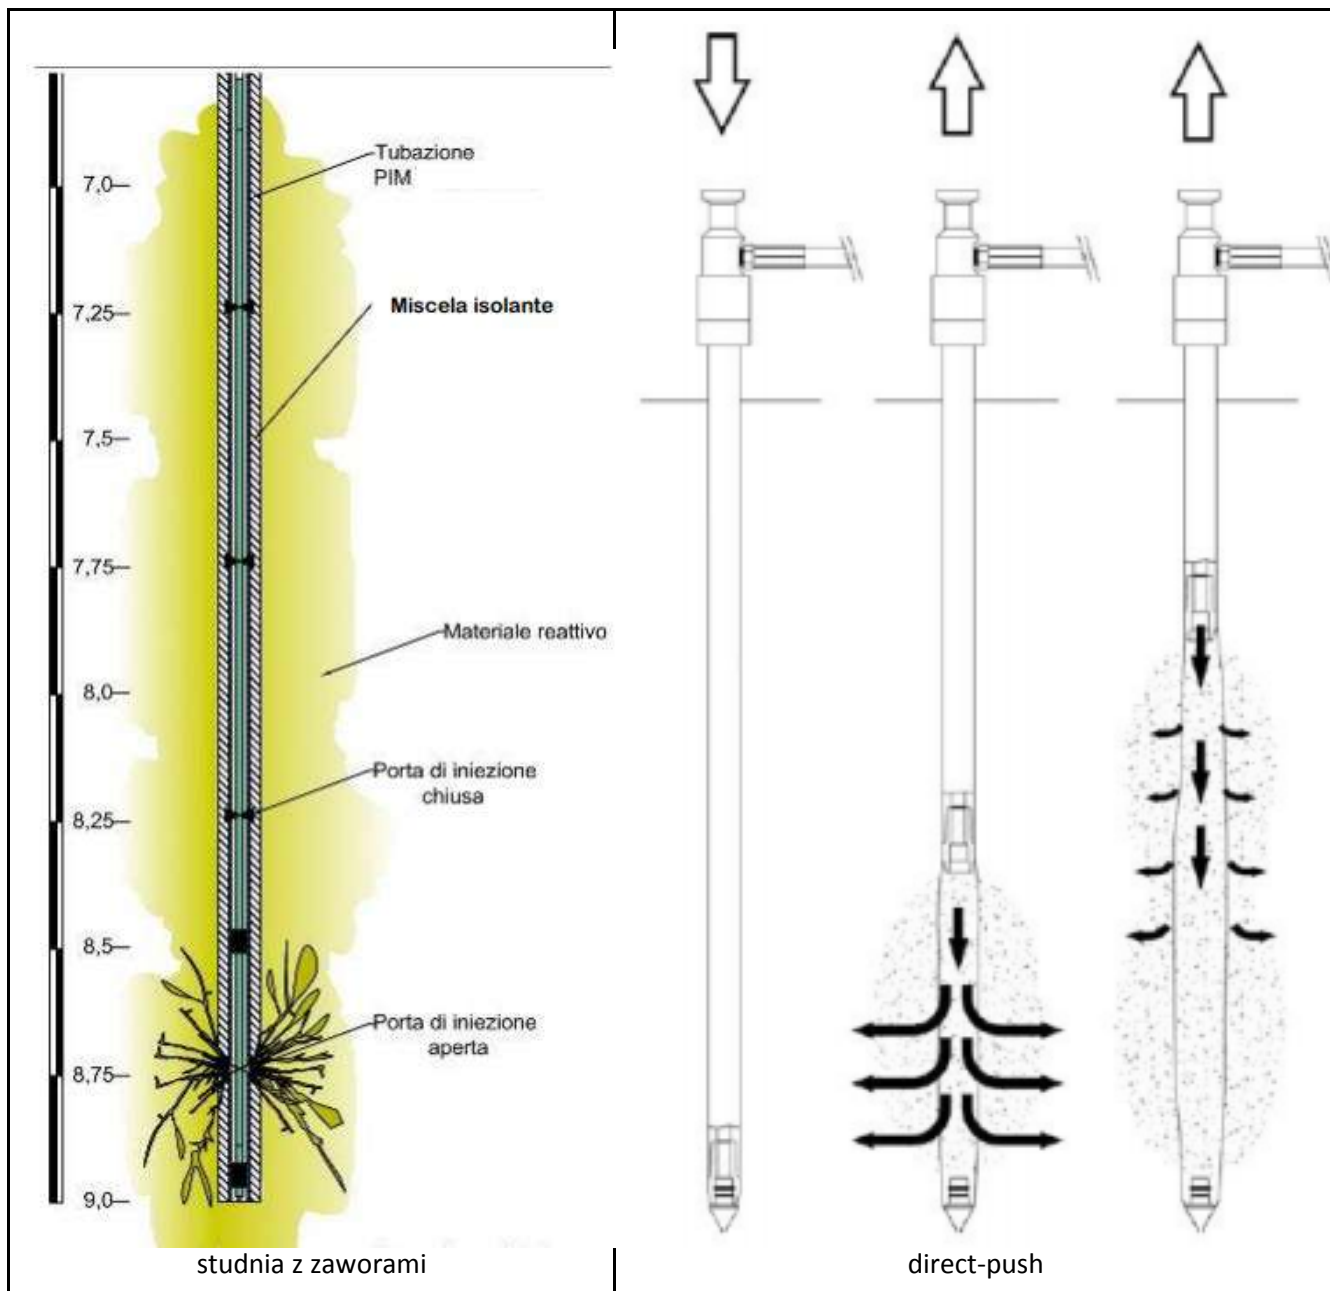 Tubazione
PIM
7,0
Miscela isolante
7,25
7,5
7,75
Materiale reattivo
8,0
Porta di iniezione
chiusa
8,25
8,5
Porta di iniezione
aperta
8,75
9,0
studnia z zaworami
direct-push